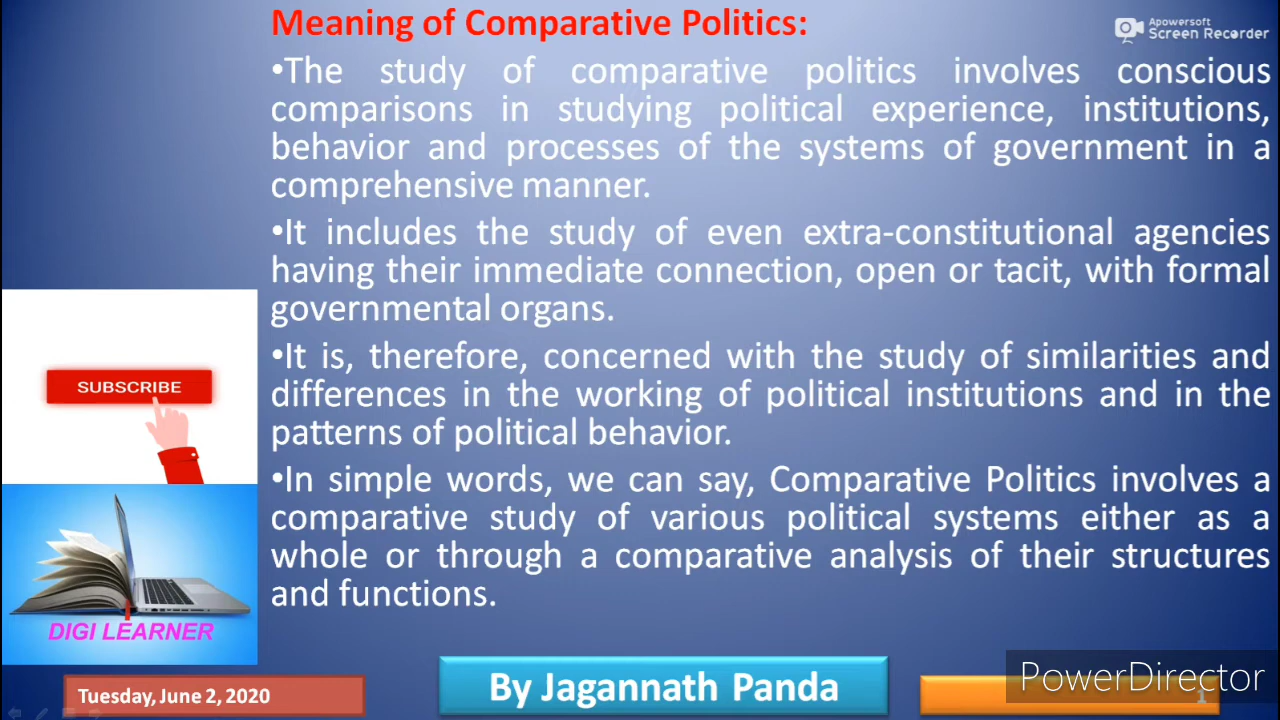 Meaning of Comparative Politics:
Apowersoft
Screen Recorder
•The study of comparative politics involves conscious
comparisons in studying political experience, institutions,
behavior and processes of the systems of government in a
comprehensive manner.
•It includes the study of even extra-constitutional agencies
having their immediate connection, open or tacit, with formal
governmental organs.
•It is, therefore, concerned with the study of similarities and
differences in the working of political institutions and in the
patterns of political behavior.
•In simple words, we can say, Comparative Politics involves a
comparative study of various political systems either as a
whole or through a comparative analysis of their structures
and functions.
SUBSCRIBE
DIGI LEARNER
Tuesday, June 2, 2020
By Jagannath Panda
PowerDirector
1